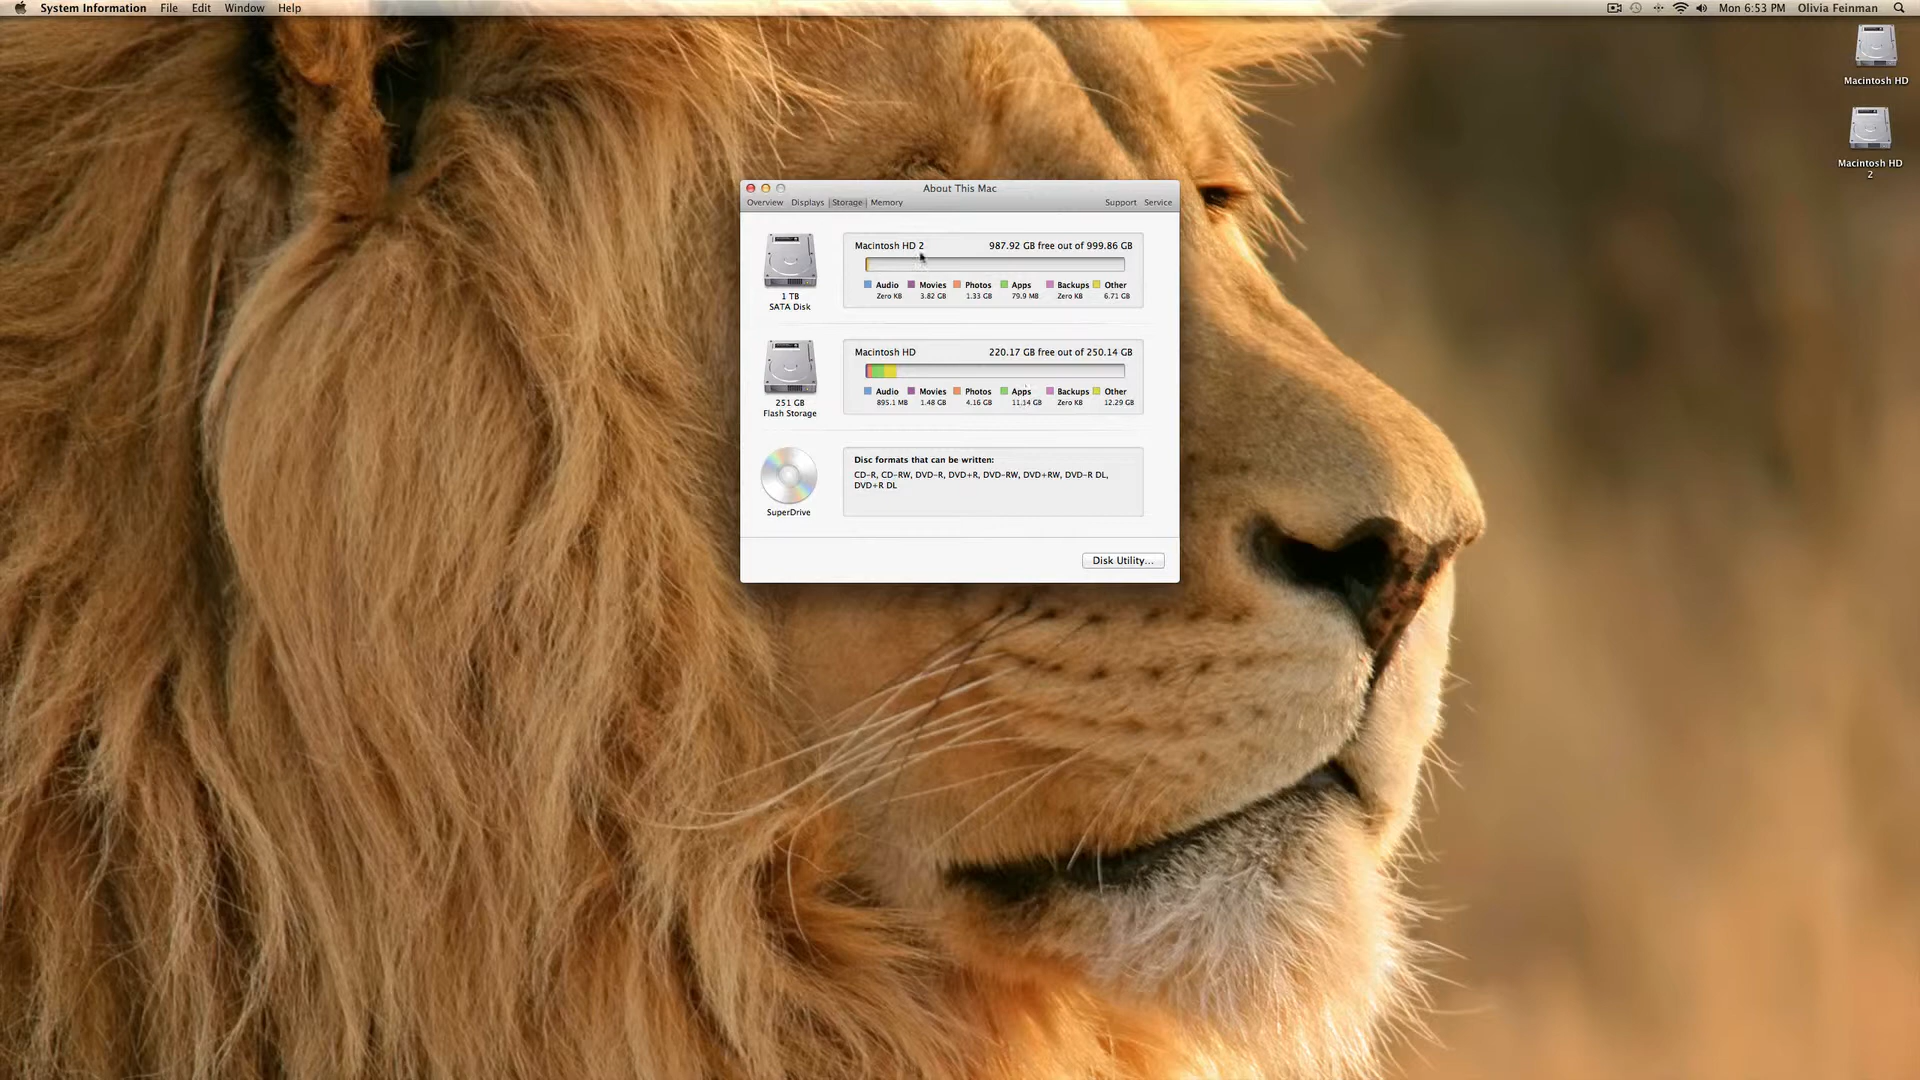 System Information File Edit Window Help
Mon 6:53 PM Olivia Feinman
Macintosh HD
Macintosh HD
2
About This Mac
Overview Displays Storage Memory Support Service
Macintosh HD 2 987.92 GB free out of 999.86 GB
Audio Movies Photos Apps Backups Other
Zero KB 3.82 GB 1.33 GB 79.9 MB Zero KB 6.71 GB
1 TB
SATA Disk
Macintosh HD 220.17 GB free out of 250.14 GB
Audio Movies Photos Apps Backups Other
895.1 MB 1.48 GB 4.16 GB 11.14 GB Zero KB 12.29 GB
251 GB
Flash Storage
Disc formats that can be written:
CD-R, CD-RW, DVD-R, DVD+R, DVD-RW, DVD+RW, DVD-R DL,
DVD+R DL
SuperDrive
Disk Utility...